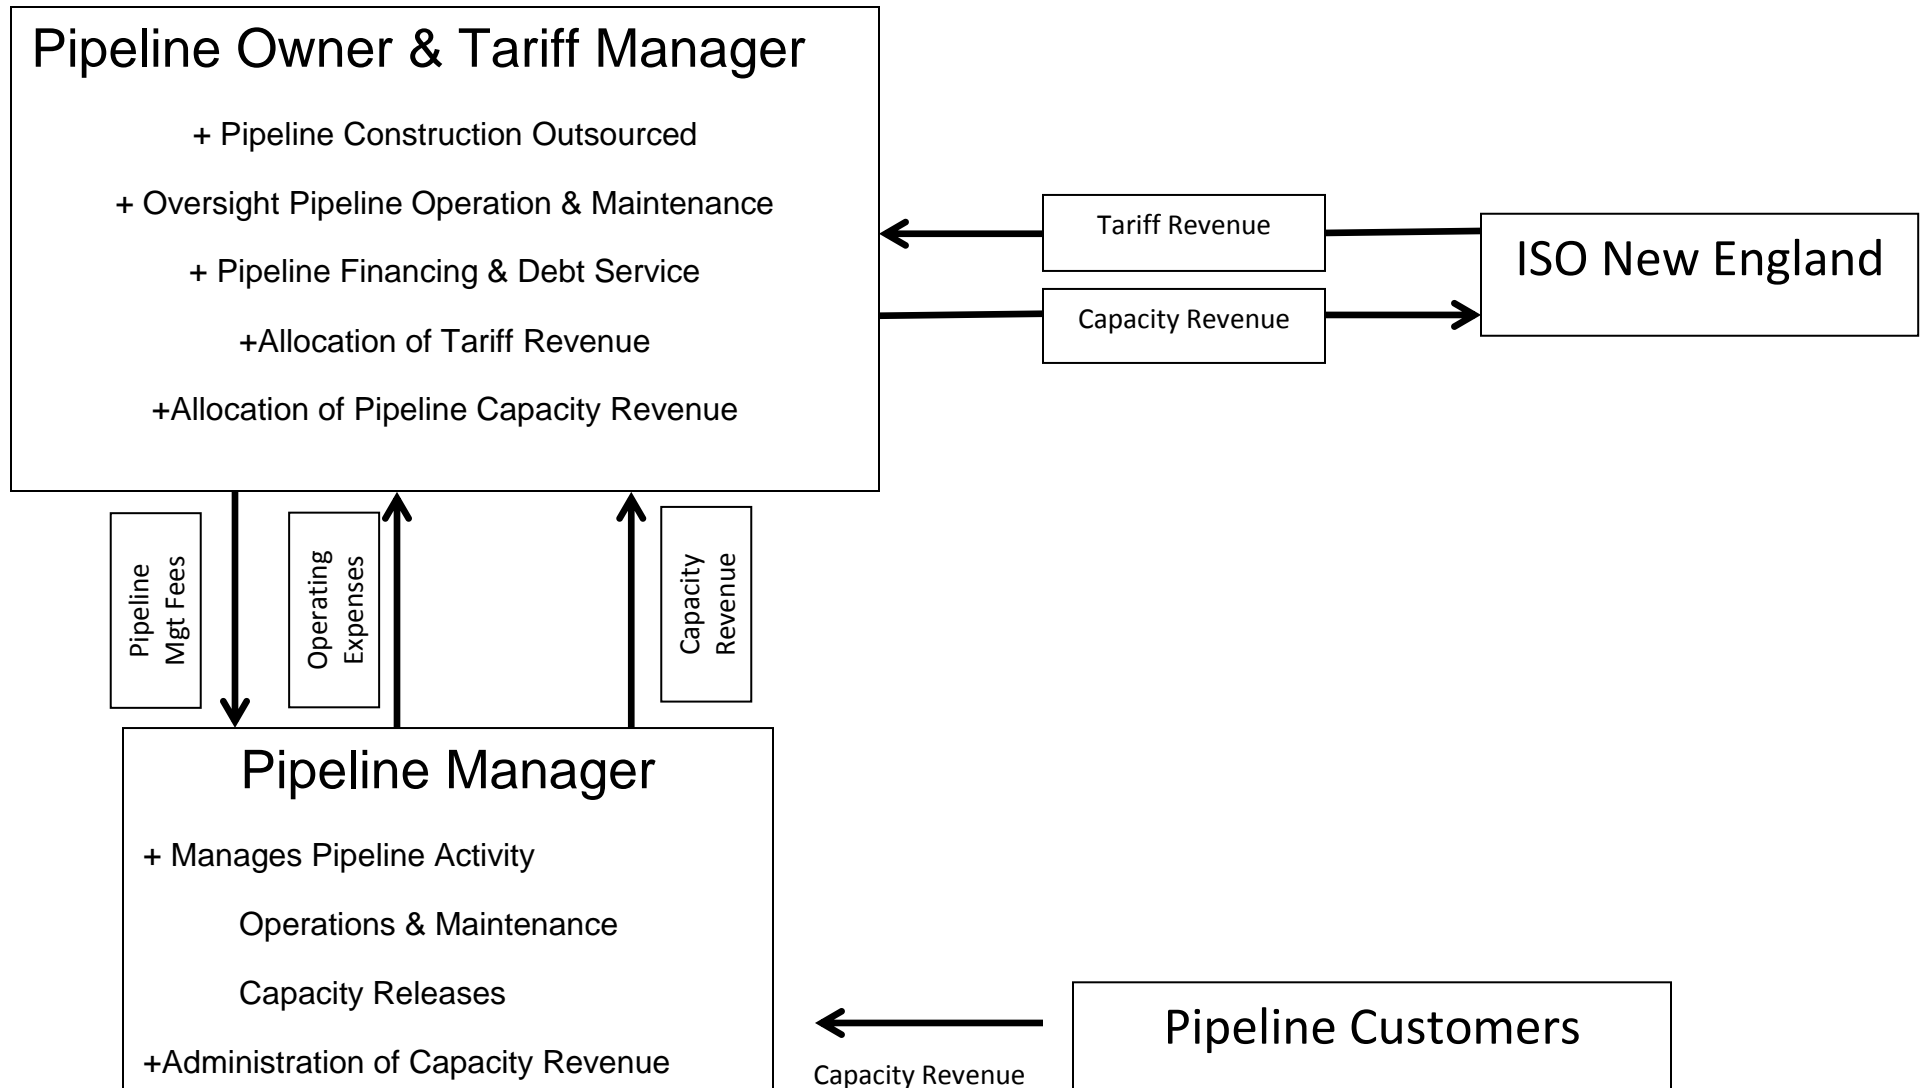 Pipeline Owner & Tariff Manager
+ Pipeline Construction Outsourced
+ Oversight Pipeline Operation & Maintenance
+ Pipeline Financing & Debt Service
+Allocation of Tariff Revenue
+Allocation of Pipeline Capacity Revenue
Tariff Revenue
Capacity Revenue
ISO New England
Pipeline
Mgt Fees
Operating
Expenses
Capacity
Revenue
Pipeline Manager
+ Manages Pipeline Activity
Operations & Maintenance
Capacity Releases
+Administration of Capacity Revenue
Capacity Revenue
Pipeline Customers